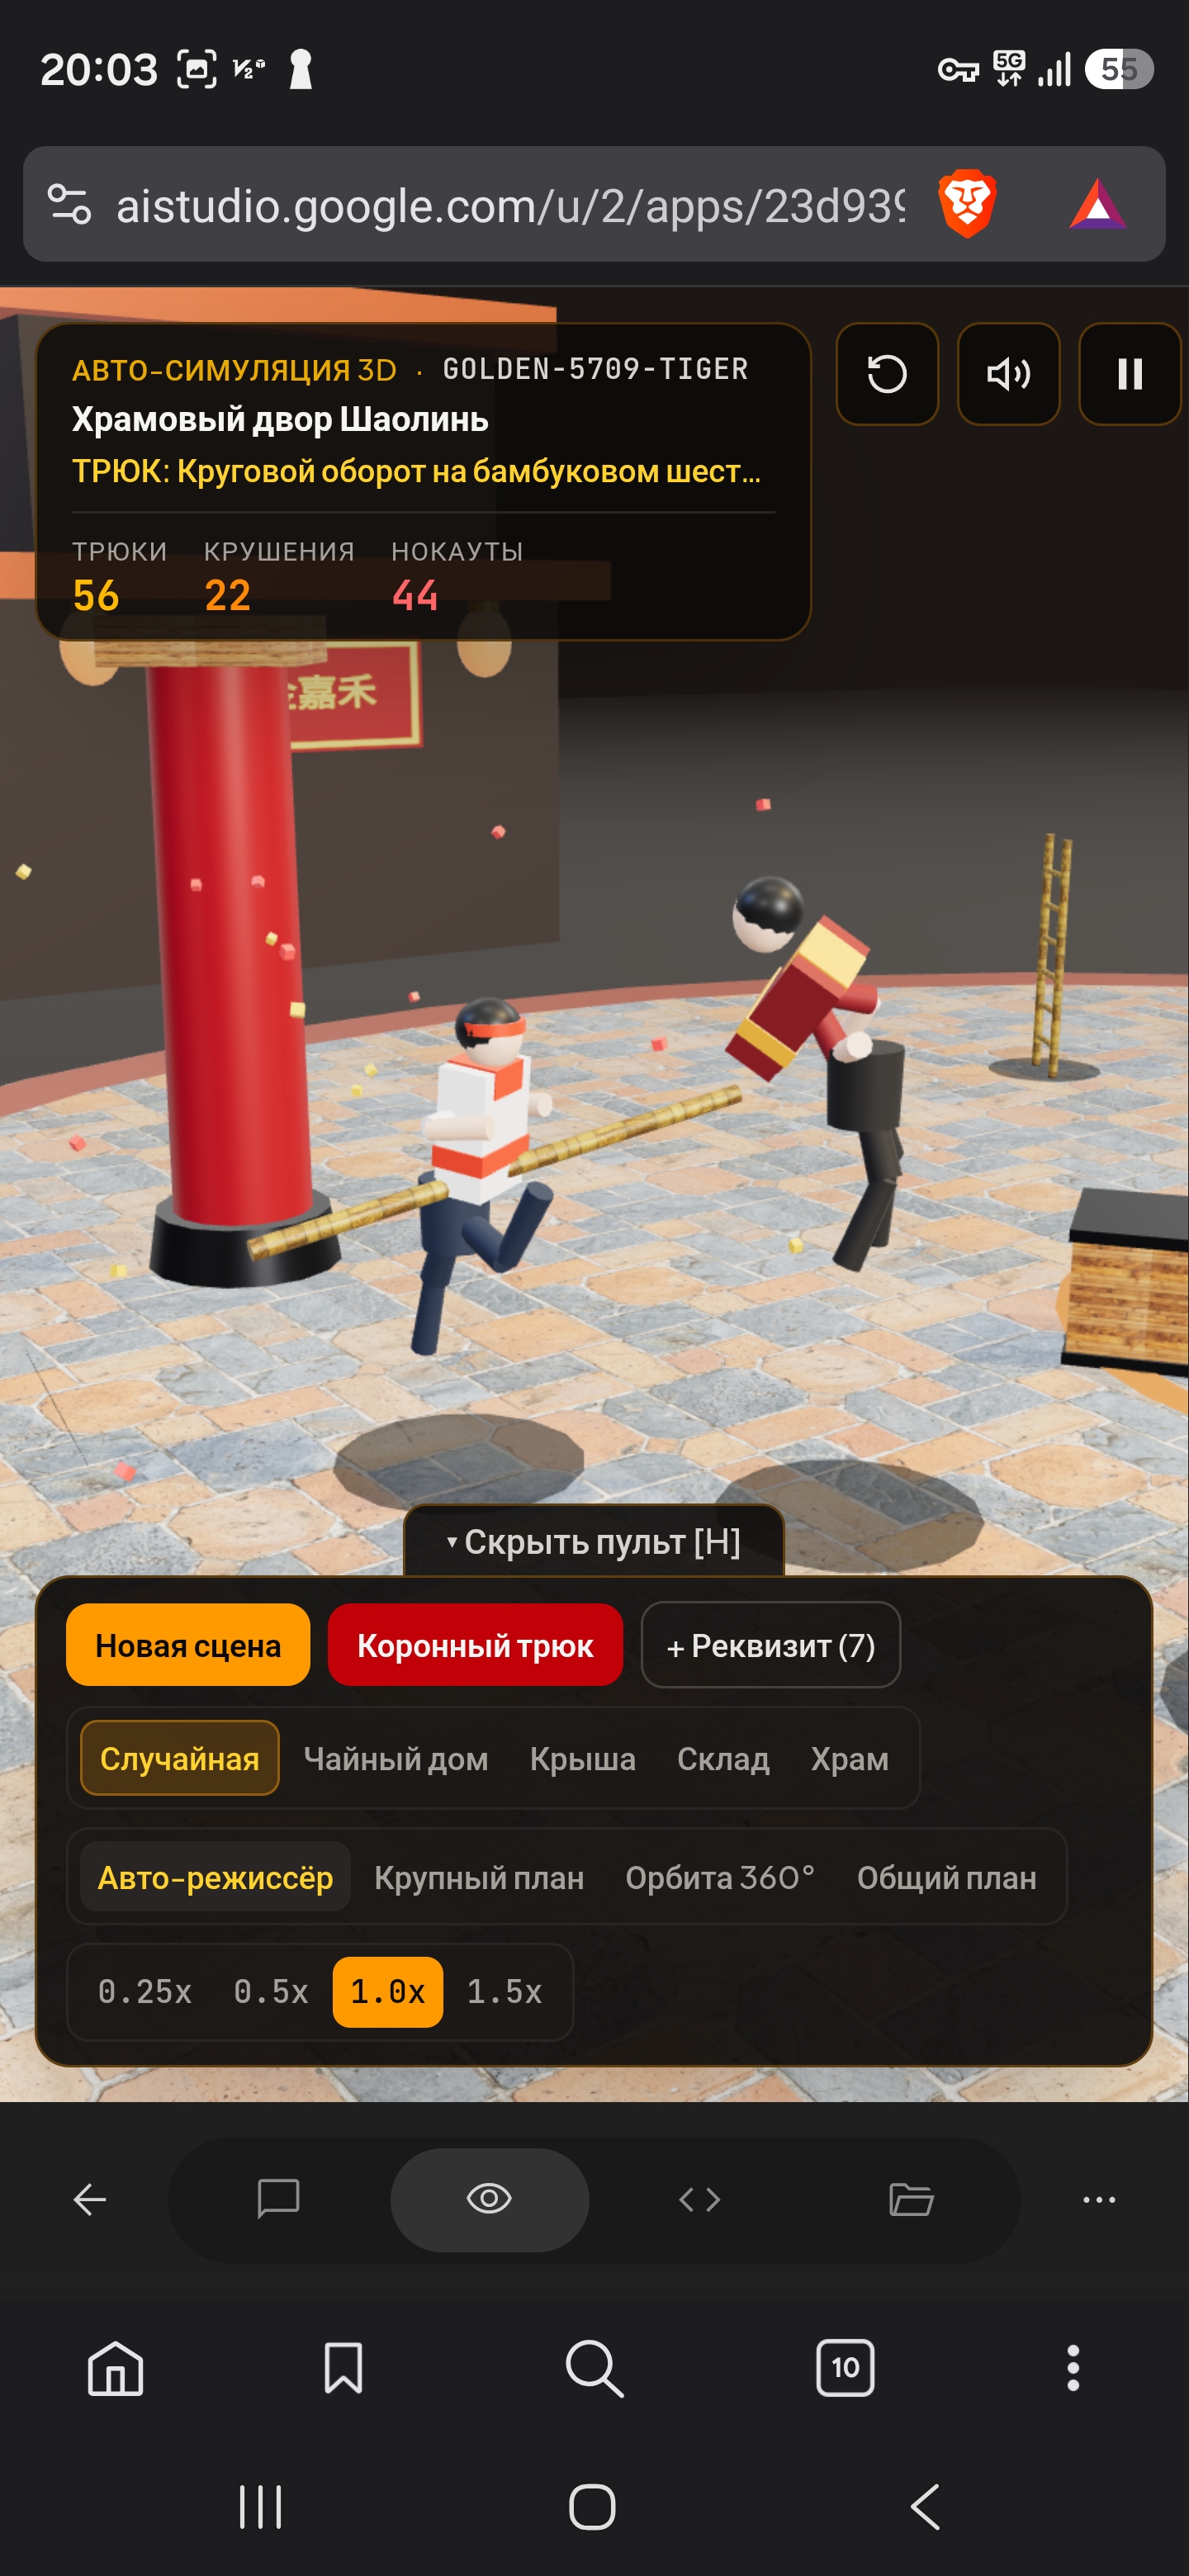 20:03
5G
55
aistudio.google.com/u/2/apps/23d939
АВТО-СИМУЛЯЦИЯ 3D · GOLDEN-5709-TIGER
Храмовый двор Шаолинь
ТРЮК: Круговой оборот на бамбуковом шест...
ТРЮКИ КРУШЕНИЯ НОКАУТЫ
56 22 44
嘉禾
▾ Скрыть пульт [H]
Новая сцена Коронный трюк + Реквизит (7)
Случайная Чайный дом Крыша Склад Храм
Авто-режиссёр Крупный план Орбита 360° Общий план
0.25x 0.5x 1.0x 1.5x
10